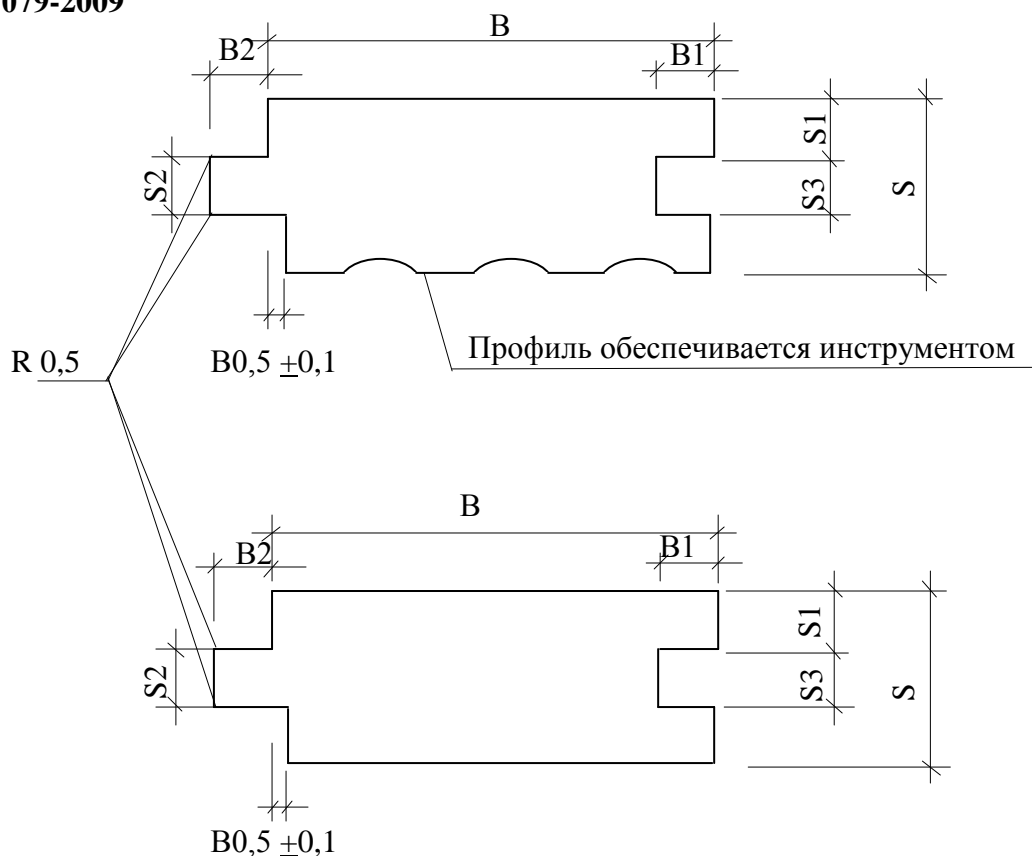 079-2009
B
B2
B1
S1
S2
S3
S
R 0,5
B0,5 ±0,1
Профиль обеспечивается инструментом
B
B2
B1
S1
S2
S3
S
B0,5 ±0,1